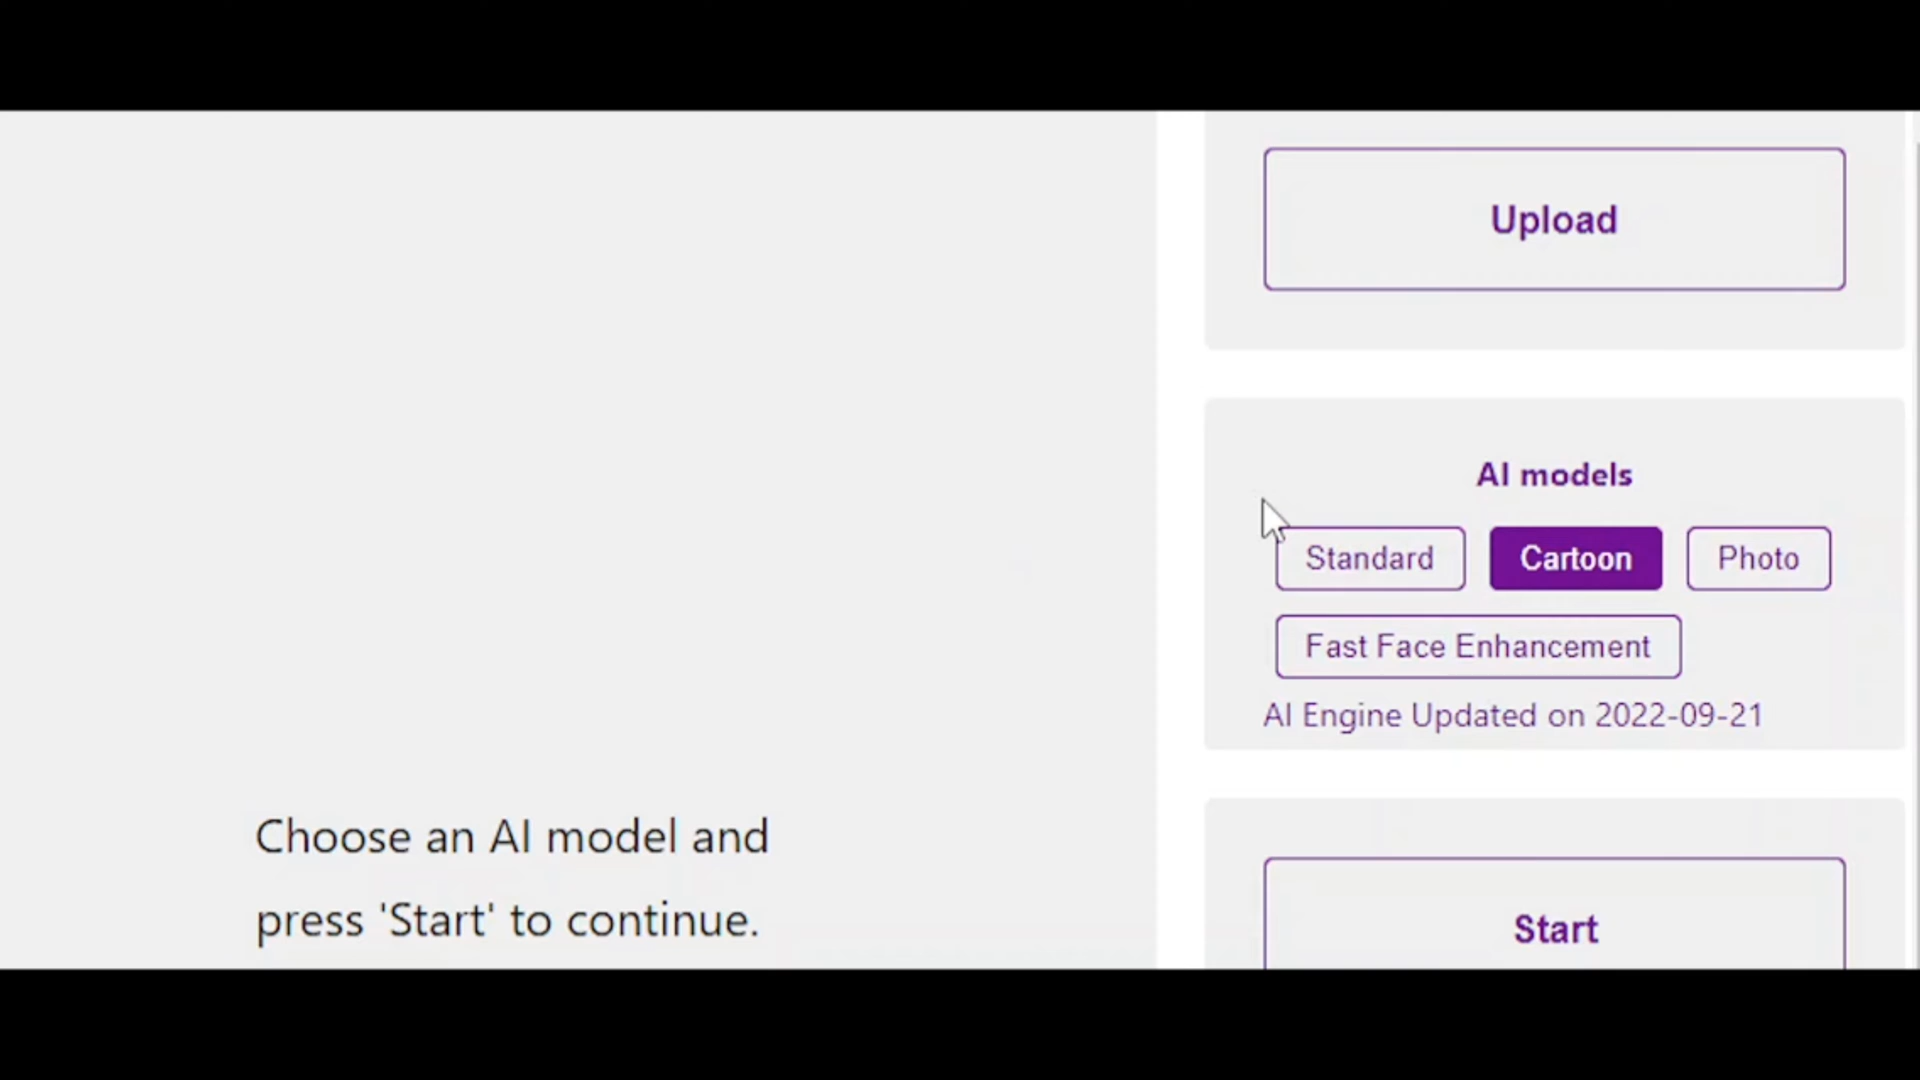 Upload
AI models
Standard Cartoon Photo
Fast Face Enhancement
AI Engine Updated on 2022-09-21
Choose an AI model and
press 'Start' to continue.
Start